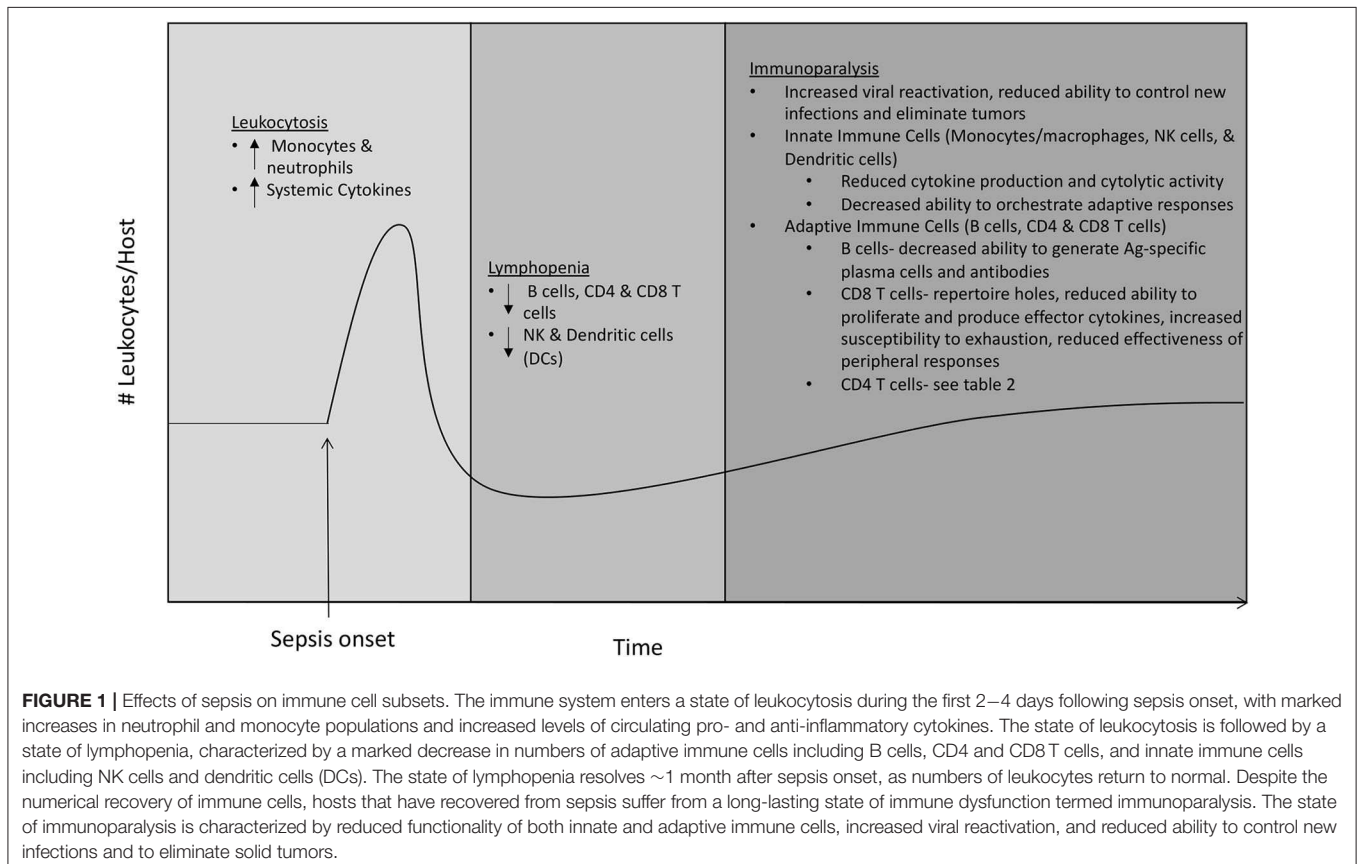 Leukocytosis
• Monocytes &
neutrophils
• Systemic Cytokines
Lymphopenia
• B cells, CD4 & CD8 T
cells
• NK & Dendritic cells
(DCs)
Immunoparalysis
• Increased viral reactivation, reduced ability to control new
infections and eliminate tumors
• Innate Immune Cells (Monocytes/macrophages, NK cells, &
Dendritic cells)
• Reduced cytokine production and cytolytic activity
• Decreased ability to orchestrate adaptive responses
• Adaptive Immune Cells (B cells, CD4 & CD8 T cells)
• B cells- decreased ability to generate Ag-specific
plasma cells and antibodies
• CD8 T cells- repertoire holes, reduced ability to
proliferate and produce effector cytokines, increased
susceptibility to exhaustion, reduced effectiveness of
peripheral responses
• CD4 T cells- see table 2
# Leukocytes/Host
Sepsis onset
Time
FIGURE 1 | Effects of sepsis on immune cell subsets. The immune system enters a state of leukocytosis during the first 2–4 days following sepsis onset, with marked
increases in neutrophil and monocyte populations and increased levels of circulating pro- and anti-inflammatory cytokines. The state of leukocytosis is followed by a
state of lymphopenia, characterized by a marked decrease in numbers of adaptive immune cells including B cells, CD4 and CD8 T cells, and innate immune cells
including NK cells and dendritic cells (DCs). The state of lymphopenia resolves ~1 month after sepsis onset, as numbers of leukocytes return to normal. Despite the
numerical recovery of immune cells, hosts that have recovered from sepsis suffer from a long-lasting state of immune dysfunction termed immunoparalysis. The state
of immunoparalysis is characterized by reduced functionality of both innate and adaptive immune cells, increased viral reactivation, and reduced ability to control new
infections and to eliminate solid tumors.